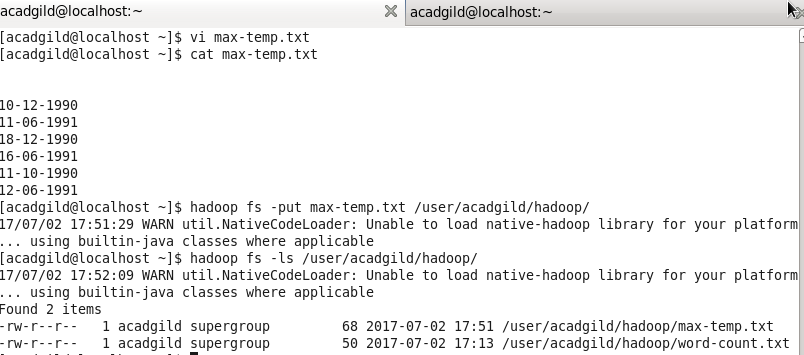 acadgild@localhost:~
acadgild@localhost:~
[acadgild@localhost ~]$ vi max-temp.txt
[acadgild@localhost ~]$ cat max-temp.txt
10-12-1990
11-06-1991
18-12-1990
16-06-1991
11-10-1990
12-06-1991
[acadgild@localhost ~]$ hadoop fs -put max-temp.txt /user/acadgild/hadoop/
17/07/02 17:51:29 WARN util.NativeCodeLoader: Unable to load native-hadoop library for your platform
... using builtin-java classes where applicable
[acadgild@localhost ~]$ hadoop fs -ls /user/acadgild/hadoop/
17/07/02 17:52:09 WARN util.NativeCodeLoader: Unable to load native-hadoop library for your platform
... using builtin-java classes where applicable
Found 2 items
-rw-r--r--   1 acadgild supergroup         68 2017-07-02 17:51 /user/acadgild/hadoop/max-temp.txt
-rw-r--r--   1 acadgild supergroup         50 2017-07-02 17:13 /user/acadgild/hadoop/word-count.txt